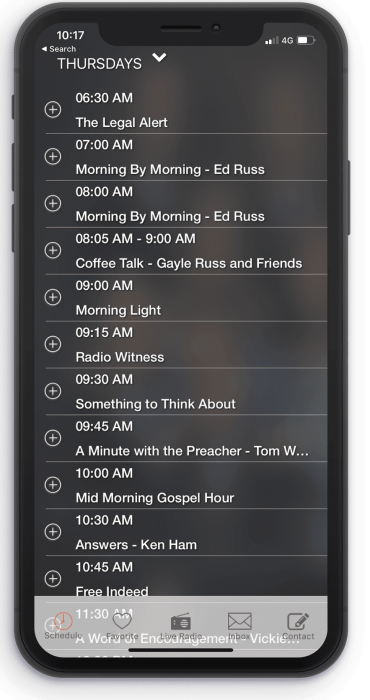 10:17
4G
Search
THURSDAYS
06:30 AM
The Legal Alert
07:00 AM
Morning By Morning - Ed Russ
08:00 AM
Morning By Morning - Ed Russ
08:05 AM - 9:00 AM
Coffee Talk - Gayle Russ and Friends
09:00 AM
Morning Light
09:15 AM
Radio Witness
09:30 AM
Something to Think About
09:45 AM
A Minute with the Preacher - Tom W...
10:00 AM
Mid Morning Gospel Hour
10:30 AM
Answers - Ken Ham
10:45 AM
Free Indeed
11:30 AM
Schedule Favorite Live Radio Inbox Contact
A Word of Encouragement - Vickie...